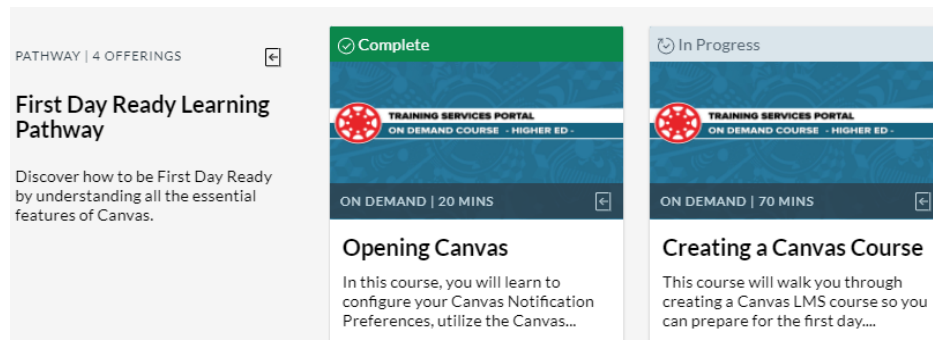 PATHWAY | 4 OFFERINGS
First Day Ready Learning
Pathway
Discover how to be First Day Ready
by understanding all the essential
features of Canvas.
Complete
TRAINING SERVICES PORTAL
ON DEMAND COURSE - HIGHER ED -
ON DEMAND | 20 MINS
Opening Canvas
In this course, you will learn to
configure your Canvas Notification
Preferences, utilize the Canvas...
In Progress
TRAINING SERVICES PORTAL
ON DEMAND COURSE - HIGHER ED -
ON DEMAND | 70 MINS
Creating a Canvas Course
This course will walk you through
creating a Canvas LMS course so you
can prepare for the first day....